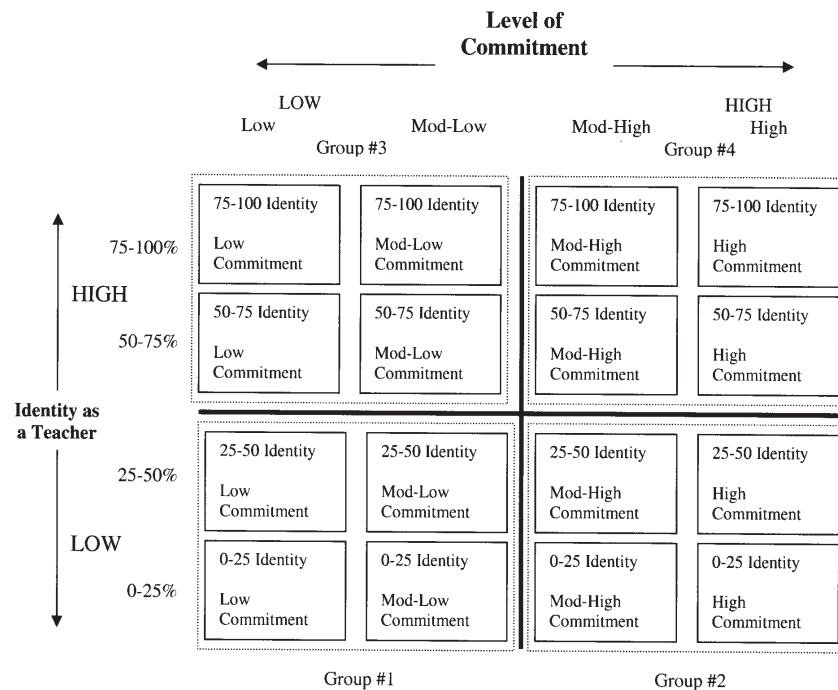 Level of
Commitment
LOW
HIGH
Low
Mod-Low
Mod-High
High
Group #3
Group #4
75-100%
HIGH
50-75%
Identity as
a Teacher
25-50%
LOW
0-25%
75-100 Identity
Low
Commitment
75-100 Identity
Mod-Low
Commitment
75-100 Identity
Mod-High
Commitment
75-100 Identity
High
Commitment
50-75 Identity
Low
Commitment
50-75 Identity
Mod-Low
Commitment
50-75 Identity
Mod-High
Commitment
50-75 Identity
High
Commitment
25-50 Identity
Low
Commitment
25-50 Identity
Mod-Low
Commitment
25-50 Identity
Mod-High
Commitment
25-50 Identity
High
Commitment
0-25 Identity
Low
Commitment
0-25 Identity
Mod-Low
Commitment
0-25 Identity
Mod-High
Commitment
0-25 Identity
High
Commitment
Group #1
Group #2